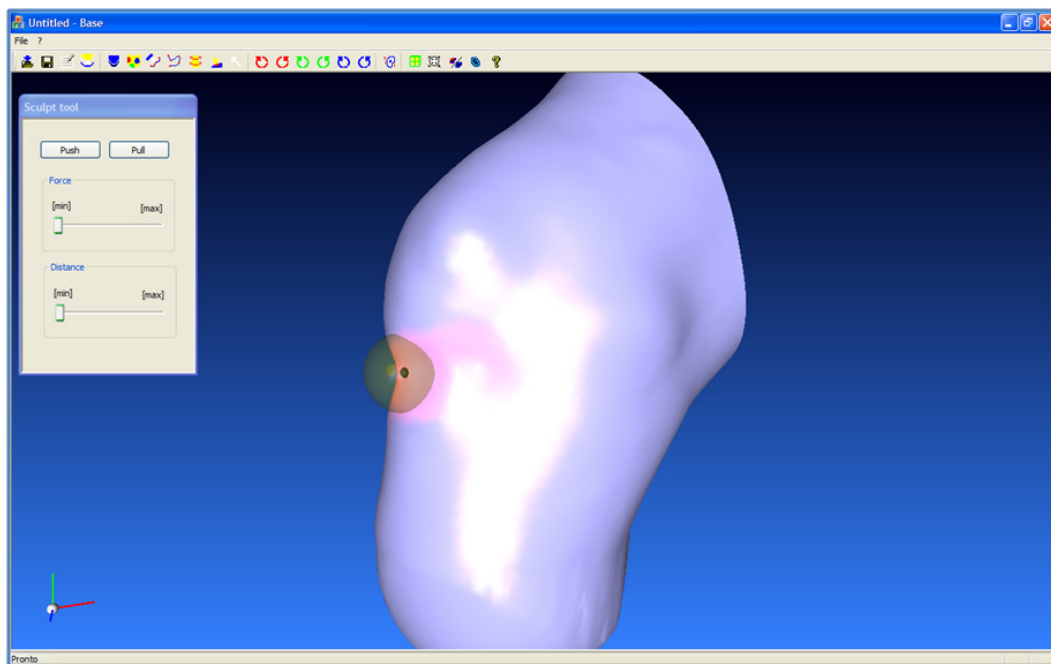 Untitled - Base
File ?
Sculpt tool
Push Pull
Force
[min] [max]
Distance
[min] [max]
Pronto